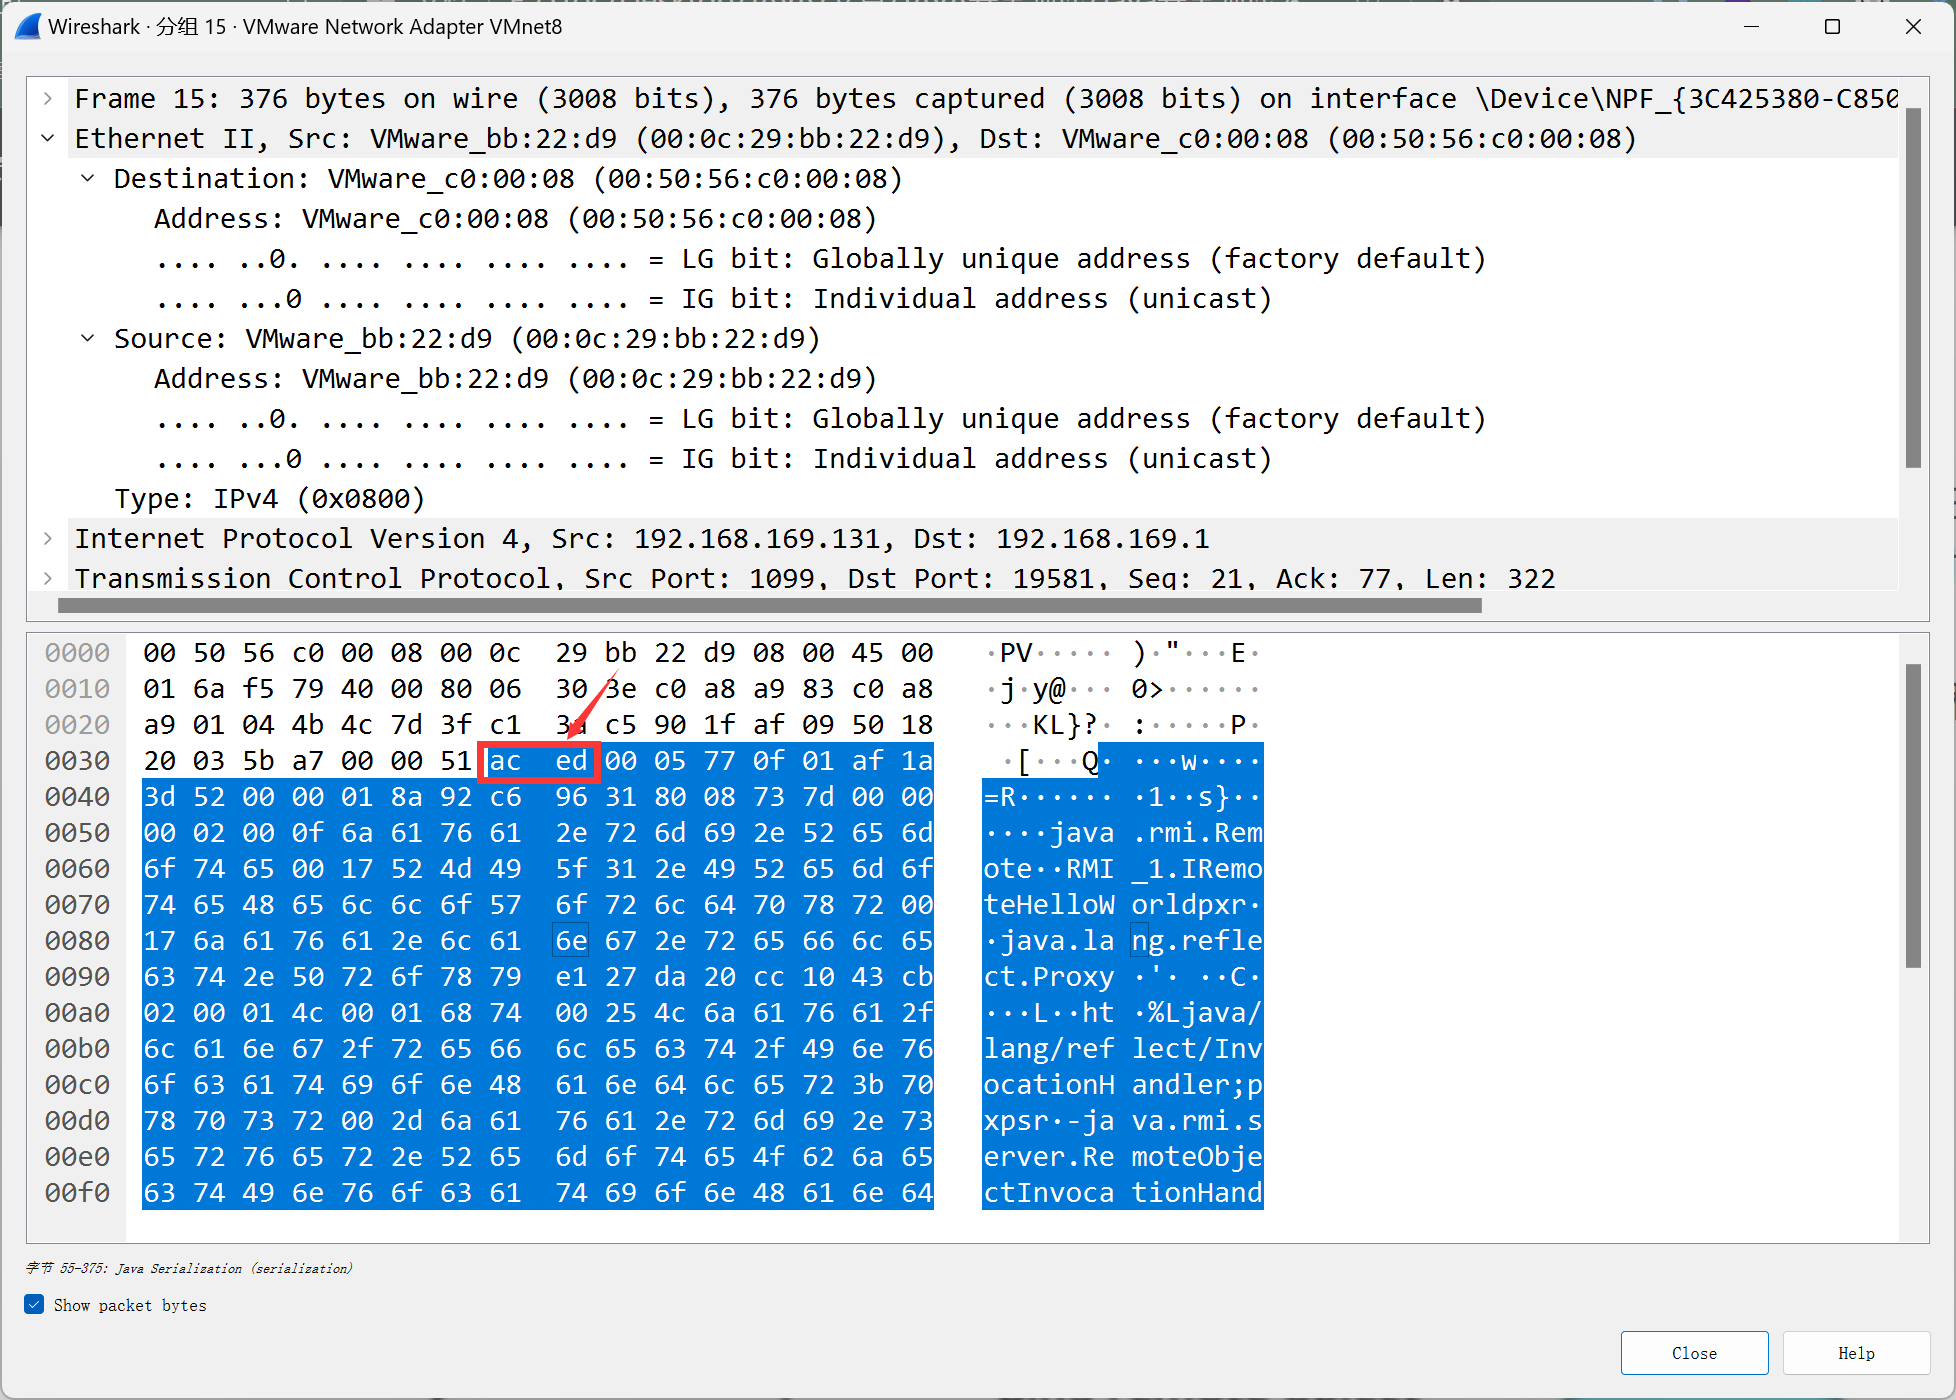 Wireshark · 分组 15 · VMware Network Adapter VMnet8
Frame 15: 376 bytes on wire (3008 bits), 376 bytes captured (3008 bits) on interface \Device\NPF_{3C425380-C850
Ethernet II, Src: VMware_bb:22:d9 (00:0c:29:bb:22:d9), Dst: VMware_c0:00:08 (00:50:56:c0:00:08)
Destination: VMware_c0:00:08 (00:50:56:c0:00:08)
Address: VMware_c0:00:08 (00:50:56:c0:00:08)
.... ..0. .... .... .... .... = LG bit: Globally unique address (factory default)
.... ...0 .... .... .... .... = IG bit: Individual address (unicast)
Source: VMware_bb:22:d9 (00:0c:29:bb:22:d9)
Address: VMware_bb:22:d9 (00:0c:29:bb:22:d9)
.... ..0. .... .... .... .... = LG bit: Globally unique address (factory default)
.... ...0 .... .... .... .... = IG bit: Individual address (unicast)
Type: IPv4 (0x0800)
Internet Protocol Version 4, Src: 192.168.169.131, Dst: 192.168.169.1
Transmission Control Protocol, Src Port: 1099, Dst Port: 19581, Seq: 21, Ack: 77, Len: 322
0000 00 50 56 c0 00 08 00 0c 29 bb 22 d9 08 00 45 00 ·PV····· )·"···E·
0010 01 6a f5 79 40 00 80 06 30 3e c0 a8 a9 83 c0 a8 ·j·y@··· 0>······
0020 a9 01 04 4b 4c 7d 3f c1 3a c5 90 1f af 09 50 18 ···KL}?· :·····P·
0030 20 03 5b a7 00 00 51 ac ed 00 05 77 0f 01 af 1a ·[···Q· ···w····
0040 3d 52 00 00 01 8a 92 c6 96 31 80 08 73 7d 00 00 =R······ ·1··s}··
0050 00 02 00 0f 6a 61 76 61 2e 72 6d 69 2e 52 65 6d ····java .rmi.Rem
0060 6f 74 65 00 17 52 4d 49 5f 31 2e 49 52 65 6d 6f ote··RMI _1.IRemo
0070 74 65 48 65 6c 6c 6f 57 6f 72 6c 64 70 78 72 00 teHelloW orldpxr·
0080 17 6a 61 76 61 2e 6c 61 6e 67 2e 72 65 66 6c 65 ·java.la ng.refle
0090 63 74 2e 50 72 6f 78 79 e1 27 da 20 cc 10 43 cb ct.Proxy ·'· ··C·
00a0 02 00 01 4c 00 01 68 74 00 25 4c 6a 61 76 61 2f ···L··ht ·%Ljava/
00b0 6c 61 6e 67 2f 72 65 66 6c 65 63 74 2f 49 6e 76 lang/ref lect/Inv
00c0 6f 63 61 74 69 6f 6e 48 61 6e 64 6c 65 72 3b 70 ocationH andler;p
00d0 78 70 73 72 00 2d 6a 61 76 61 2e 72 6d 69 2e 73 xpsr·-ja va.rmi.s
00e0 65 72 76 65 72 2e 52 65 6d 6f 74 65 4f 62 6a 65 erver.Re moteObje
00f0 63 74 49 6e 76 6f 63 61 74 69 6f 6e 48 61 6e 64 ctInvoca tionHand
字节 55-375: Java Serialization (serialization)
Show packet bytes
Close
Help